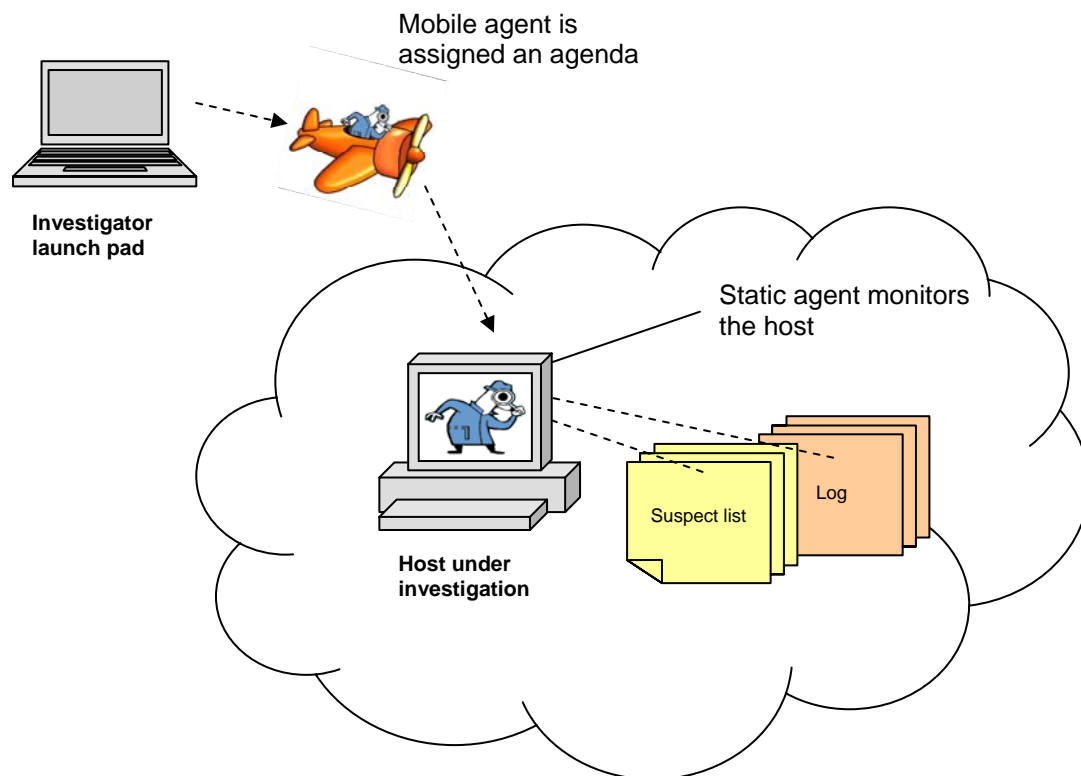 Mobile agent is
assigned an agenda
Investigator
launch pad
Static agent monitors
the host
Log
Suspect list
Host under
investigation